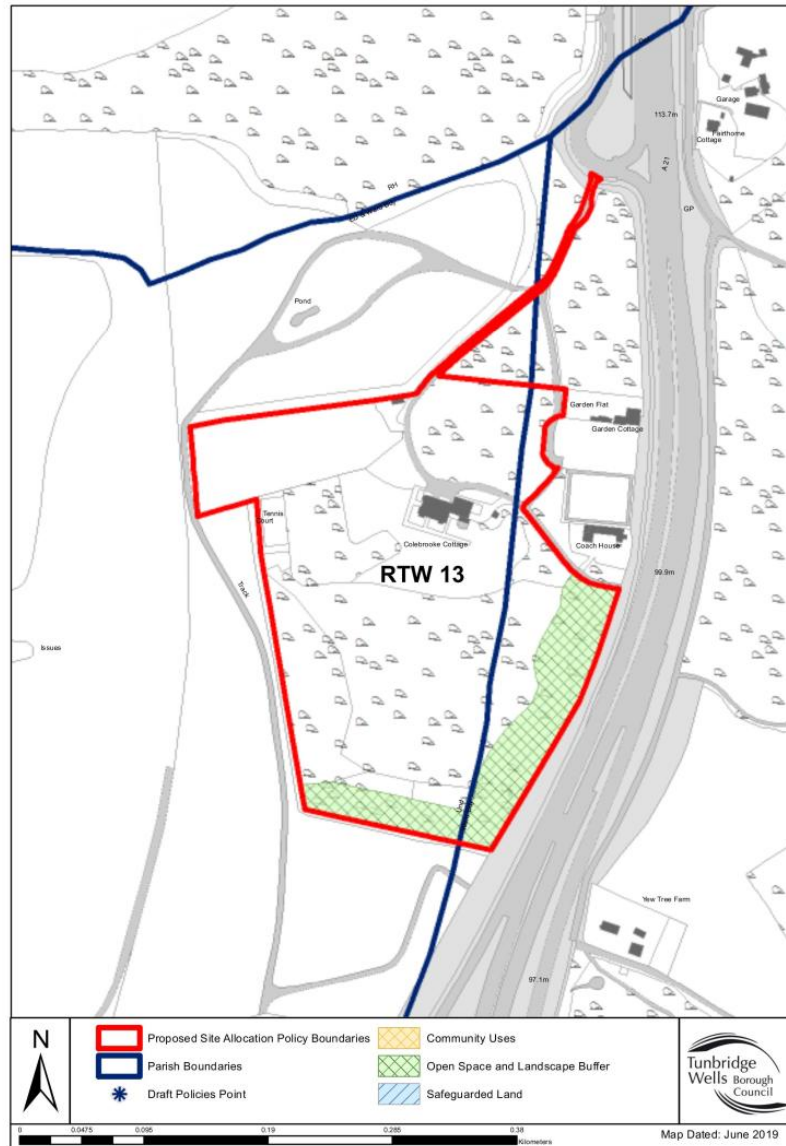 Garage
113.7m
Fairthorne
Cottage
A 21
RH
GP
Pond
Garden Flat
Garden Cottage
Tennis
Court
Colebrooke Cottage
Coach House
RTW 13
99.9m
Track
Issues
Und
Yew Tree Farm
97.1m
N
Proposed Site Allocation Policy Boundaries
Parish Boundaries
Draft Policies Point
Community Uses
Open Space and Landscape Buffer
Safeguarded Land
Tunbridge
Wells Borough
Council
0 0.0475 0.095 0.19 0.285 0.38
Kilometers
Map Dated: June 2019